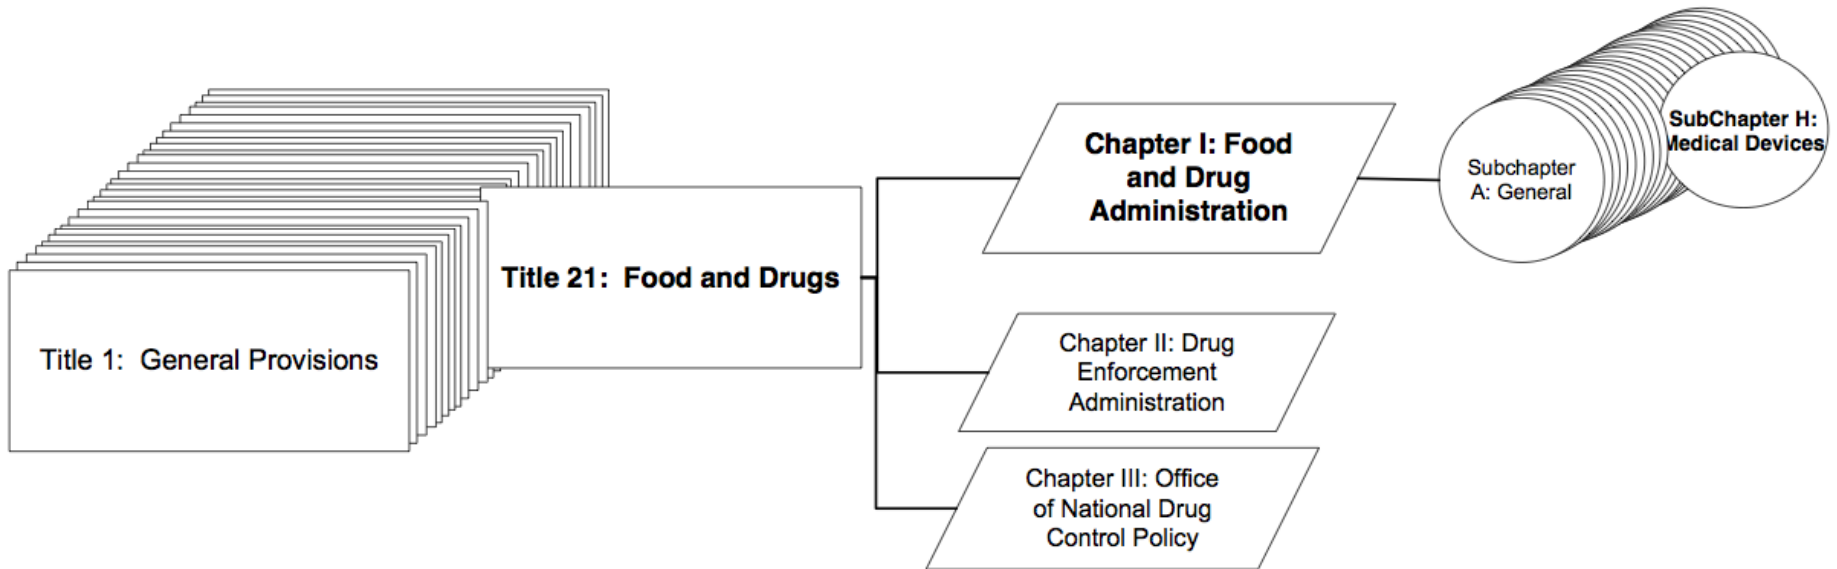 Title 1:  General Provisions
Title 21:  Food and Drugs
Chapter I: Food
and Drug
Administration
Chapter II: Drug
Enforcement
Administration
Chapter III: Office
of National Drug
Control Policy
Subchapter
A: General
SubChapter H:
Medical Devices